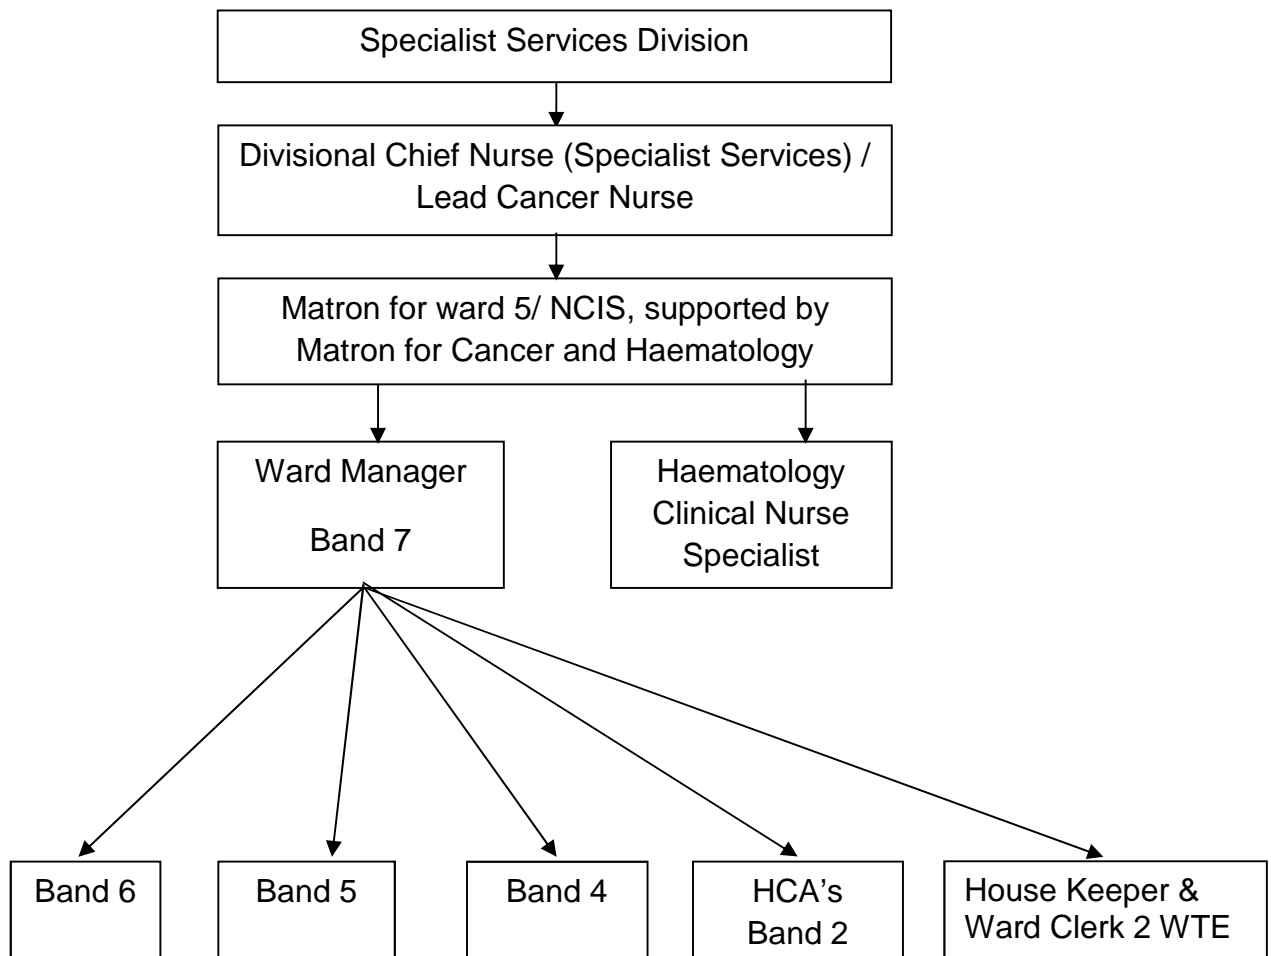 Specialist Services Division
Divisional Chief Nurse (Specialist Services) /
Lead Cancer Nurse
Matron for ward 5/ NCIS, supported by
Matron for Cancer and Haematology
Ward Manager
Band 7
Haematology
Clinical Nurse
Specialist
Band 6
Band 5
Band 4
HCA's
Band 2
House Keeper &
Ward Clerk 2 WTE